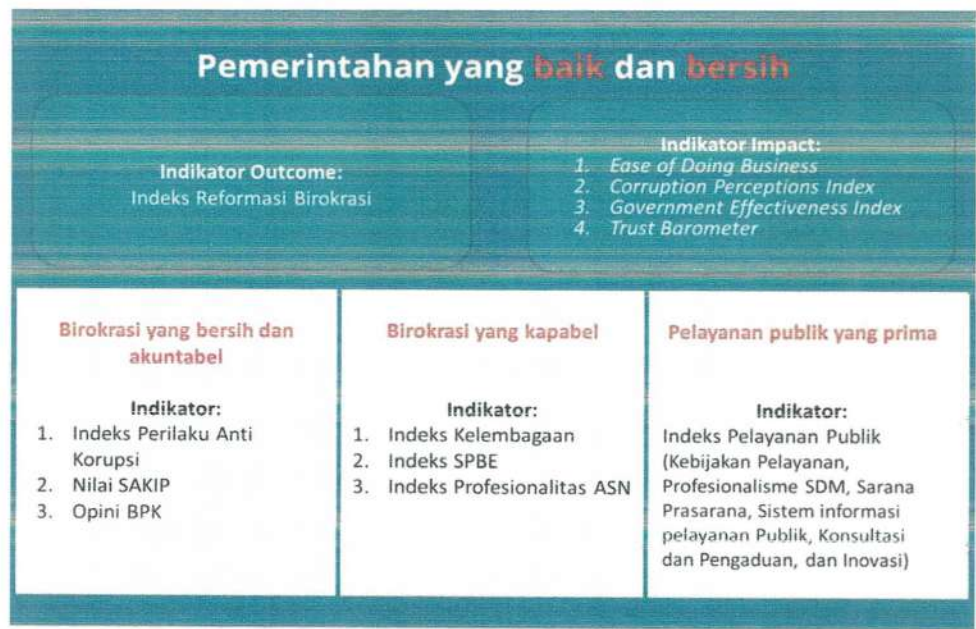 Pemerintahan yang baik dan bersih
Indikator Outcome:
Indeks Reformasi Birokrasi
Indikator Impact:
1. Ease of Doing Business
2. Corruption Perceptions Index
3. Government Effectiveness Index
4. Trust Barometer
Birokrasi yang bersih dan
akuntabel
Indikator:
1. Indeks Perilaku Anti
Korupsi
2. Nilai SAKIP
3. Opini BPK
Birokrasi yang kapabel
Indikator:
1. Indeks Kelembagaan
2. Indeks SPBE
3. Indeks Profesionalitas ASN
Pelayanan publik yang prima
Indikator:
Indeks Pelayanan Publik
(Kebijakan Pelayanan,
Profesionalisme SDM, Sarana
Prasarana, Sistem informasi
pelayanan Publik, Konsultasi
dan Pengaduan, dan Inovasi)